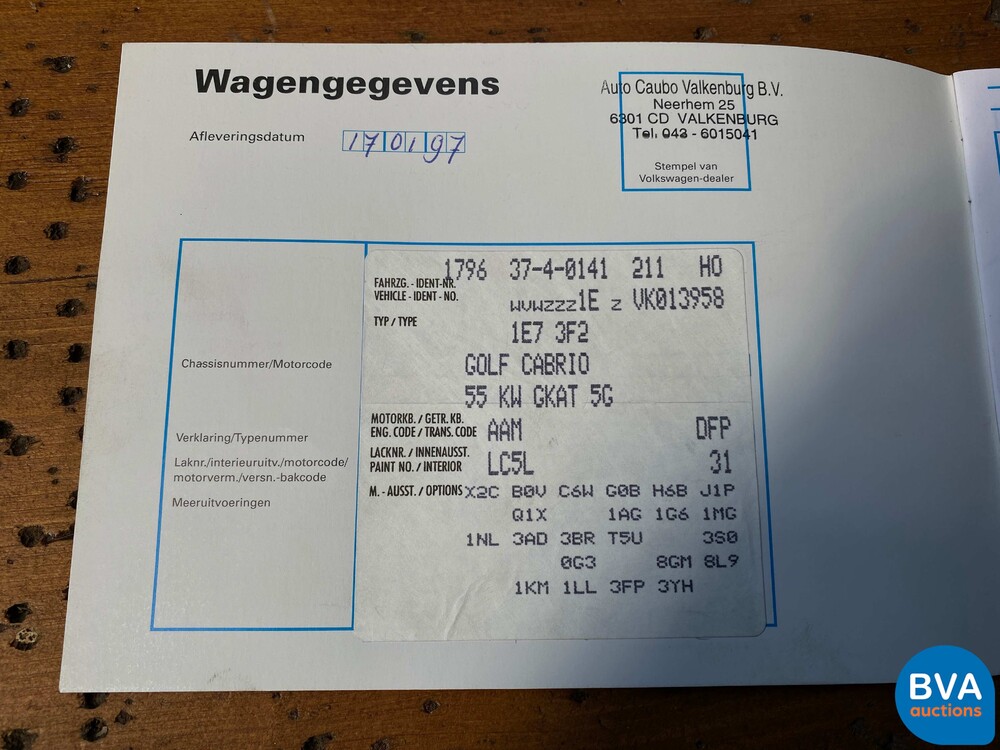 Wagengegevens
Afleveringsdatum
170197
Auto Caubo Valkenburg B.V.
Neerhem 25
6301 CD VALKENBURG
Tel. 043 - 6015041
Stempel van
Volkswagen-dealer
1796 37-4-0141 211 HO
FAHRZG. - IDENT-NR.
VEHICLE - IDENT - NO. WVWZZZ1E Z VK013958
TYP / TYPE
1E7 3F2
Chassisnummer/Motorcode
GOLF CABRIO
55 KW GKAT 5G
Verklaring/Typenummer
MOTORKB. / GETR. KB.
ENG. CODE / TRANS. CODE AAM DFP
Laknr./interieuruitv./motorcode/
motorverm./versn.-bakcode
LACKNR. / INNENAUSST.
PAINT NO. / INTERIOR LC5L 31
Meeruitvoeringen
M. - AUSST. / OPTIONS X2C B0V C6W G0B H6B J1P
Q1X 1AG 1G6 1MG
1NL 3AD 3BR T5U 3S0
0G3 8GM 8L9
1KM 1LL 3FP 3YH
BVA
auctions